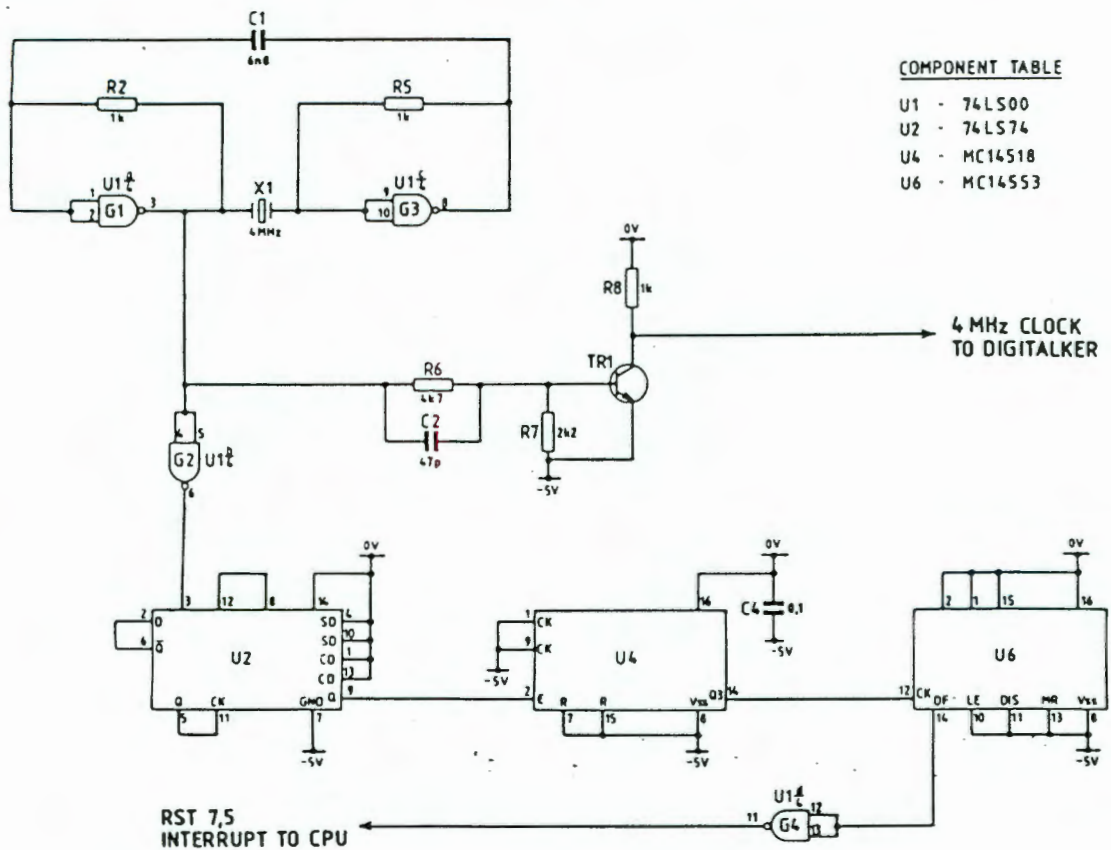 C1
6n8
R2
1k
R5
1k
COMPONENT TABLE
U1 - 74LS00
U2 - 74LS74
U4 - MC14518
U6 - MC14553
U1
1
2
G1
3
X1
4MHz
U1
9
10
G3
8
0V
R8
1k
4 MHz CLOCK
TO DIGITALKER
TR1
R6
4k7
C2
47p
R7
2k2
-5V
4 5
G2
U1
6
0V
3 12 8 14
2 D
6 Q̅
U2
SD 4
SD 10
CD 1
CD 13
Q 9
Q CK GND
5 11 7
-5V
0V
16
C4 0,1
-5V
1 CK
9 CK
-5V
U4
2 E
R R Vss
7 15 8
Q3 14
-5V
0V
2 1 15 16
U6
12 CK
OF LE DIS MR Vss
14 10 11 13 8
-5V
RST 7,5
INTERRUPT TO CPU
U1
11
G4
12
13